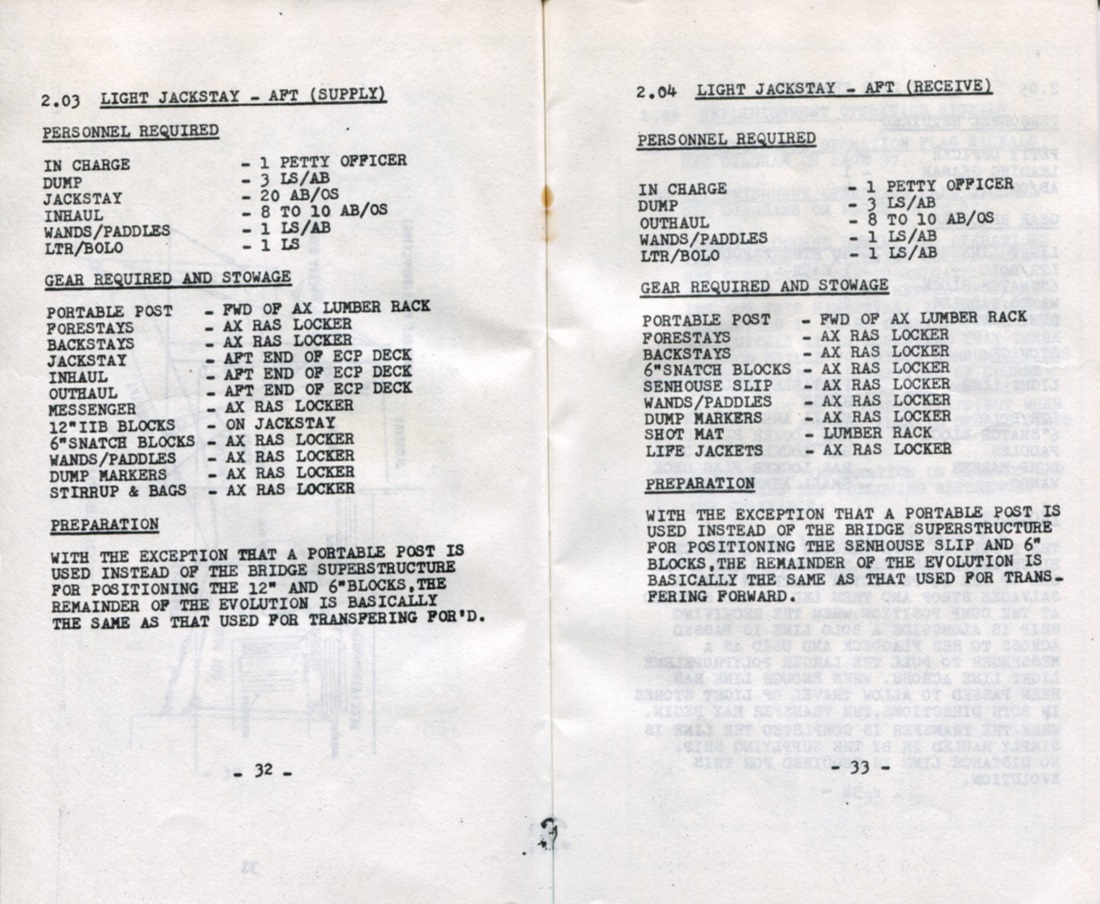 2.03 LIGHT JACKSTAY - AFT (SUPPLY)
PERSONNEL REQUIRED
IN CHARGE - 1 PETTY OFFICER
DUMP - 3 LS/AB
JACKSTAY - 20 AB/OS
INHAUL - 8 TO 10 AB/OS
WANDS/PADDLES - 1 LS/AB
LTR/BOLO - 1 LS
GEAR REQUIRED AND STOWAGE
PORTABLE POST - FWD OF AX LUMBER RACK
FORESTAYS - AX RAS LOCKER
BACKSTAYS - AX RAS LOCKER
JACKSTAY - AFT END OF ECP DECK
INHAUL - AFT END OF ECP DECK
OUTHAUL - AFT END OF ECP DECK
MESSENGER - AX RAS LOCKER
12"IIB BLOCKS - ON JACKSTAY
6"SNATCH BLOCKS - AX RAS LOCKER
WANDS/PADDLES - AX RAS LOCKER
DUMP MARKERS - AX RAS LOCKER
STIRRUP & BAGS - AX RAS LOCKER
PREPARATION
WITH THE EXCEPTION THAT A PORTABLE POST IS
USED INSTEAD OF THE BRIDGE SUPERSTRUCTURE
FOR POSITIONING THE 12" AND 6"BLOCKS,THE
REMAINDER OF THE EVOLUTION IS BASICALLY
THE SAME AS THAT USED FOR TRANSFERING FOR'D.
- 32 -
2.04 LIGHT JACKSTAY - AFT (RECEIVE)
PERSONNEL REQUIRED
IN CHARGE - 1 PETTY OFFICER
DUMP - 3 LS/AB
OUTHAUL - 8 TO 10 AB/OS
WANDS/PADDLES - 1 LS/AB
LTR/BOLO - 1 LS/AB
GEAR REQUIRED AND STOWAGE
PORTABLE POST - FWD OF AX LUMBER RACK
FORESTAYS - AX RAS LOCKER
BACKSTAYS - AX RAS LOCKER
6"SNATCH BLOCKS - AX RAS LOCKER
SENHOUSE SLIP - AX RAS LOCKER
WANDS/PADDLES - AX RAS LOCKER
DUMP MARKERS - AX RAS LOCKER
SHOT MAT - LUMBER RACK
LIFE JACKETS - AX RAS LOCKER
PREPARATION
WITH THE EXCEPTION THAT A PORTABLE POST IS
USED INSTEAD OF THE BRIDGE SUPERSTRUCTURE
FOR POSITIONING THE SENHOUSE SLIP AND 6"
BLOCKS,THE REMAINDER OF THE EVOLUTION IS
BASICALLY THE SAME AS THAT USED FOR TRANS-
FERING FORWARD.
- 33 -